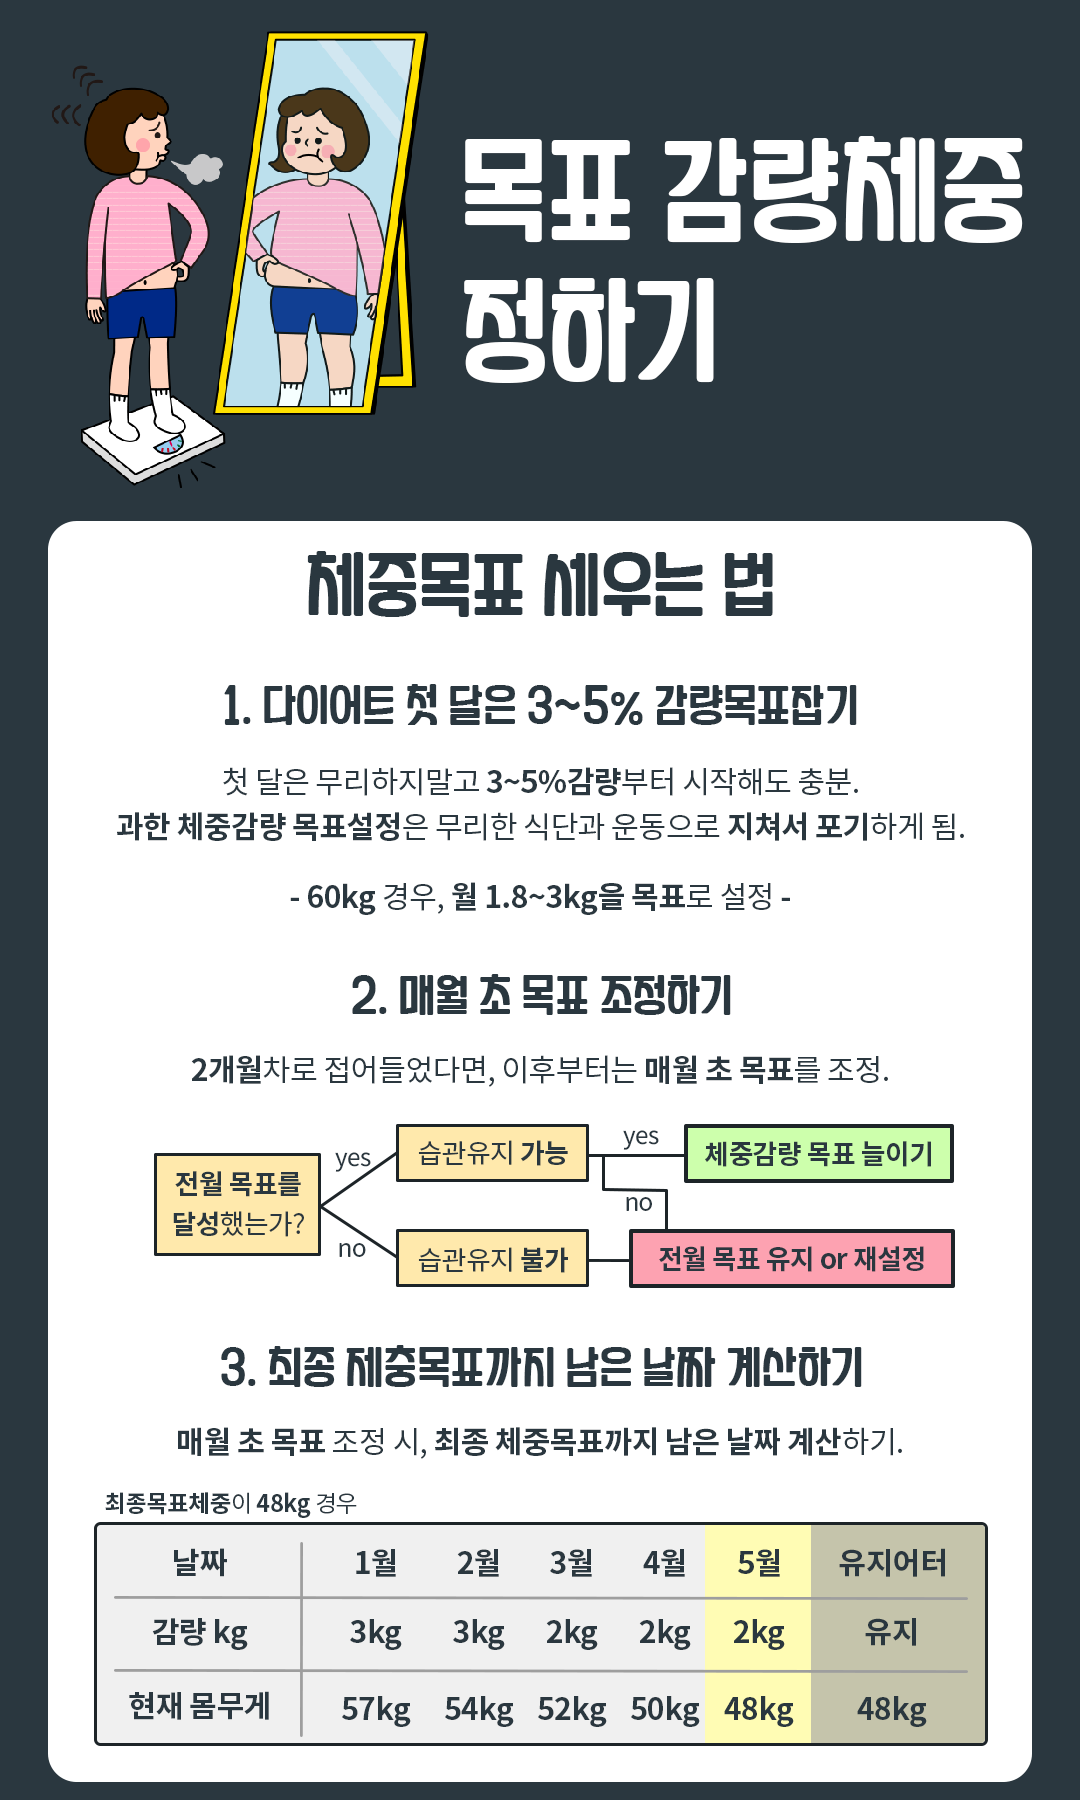 목표 감량체중
정하기
체중목표 세우는 법
1. 다이어트 첫 달은 3~5% 감량목표잡기
첫 달은 무리하지말고 3~5%감량부터 시작해도 충분.
과한 체중감량 목표설정은 무리한 식단과 운동으로 지쳐서 포기하게 됨.
- 60kg 경우, 월 1.8~3kg을 목표로 설정 -
2. 매월 초 목표 조정하기
2개월차로 접어들었다면, 이후부터는 매월 초 목표를 조정.
전월 목표를
달성했는가?
yes
습관유지 가능
yes
체중감량 목표 늘이기
no
no
습관유지 불가
전월 목표 유지 or 재설정
3. 최종 제충목표까지 남은 날짜 계산하기
매월 초 목표 조정 시, 최종 체중목표까지 남은 날짜 계산하기.
최종목표체중이 48kg 경우
날짜 1월 2월 3월 4월 5월 유지어터
감량 kg 3kg 3kg 2kg 2kg 2kg 유지
현재 몸무게 57kg 54kg 52kg 50kg 48kg 48kg